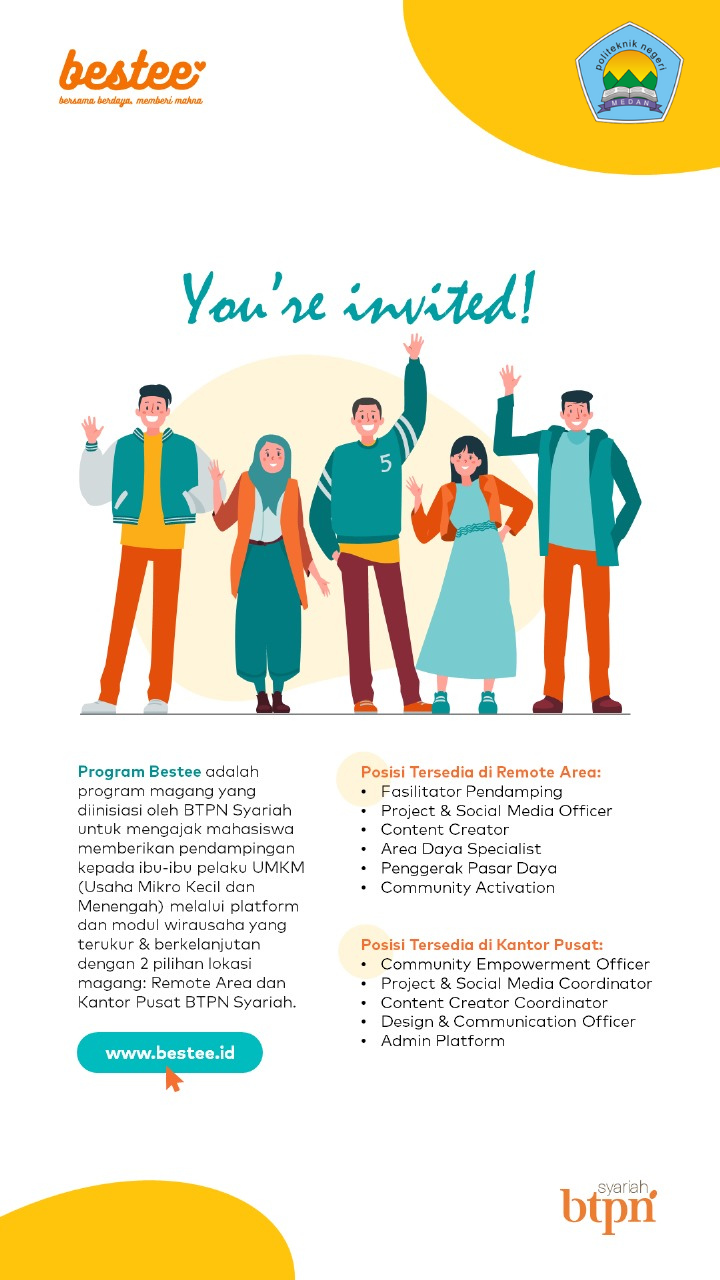 bestee
bersama berdaya, memberi makna
politeknik negeri
MEDAN
You're invited!
5
Program Bestee adalah
program magang yang
diinisiasi oleh BTPN Syariah
untuk mengajak mahasiswa
memberikan pendampingan
kepada ibu-ibu pelaku UMKM
(Usaha Mikro Kecil dan
Menengah) melalui platform
dan modul wirausaha yang
terukur & berkelanjutan
dengan 2 pilihan lokasi
magang: Remote Area dan
Kantor Pusat BTPN Syariah.
www.bestee.id
Posisi Tersedia di Remote Area:
• Fasilitator Pendamping
• Project & Social Media Officer
• Content Creator
• Area Daya Specialist
• Penggerak Pasar Daya
• Community Activation
Posisi Tersedia di Kantor Pusat:
• Community Empowerment Officer
• Project & Social Media Coordinator
• Content Creator Coordinator
• Design & Communication Officer
• Admin Platform
syariah
btpn